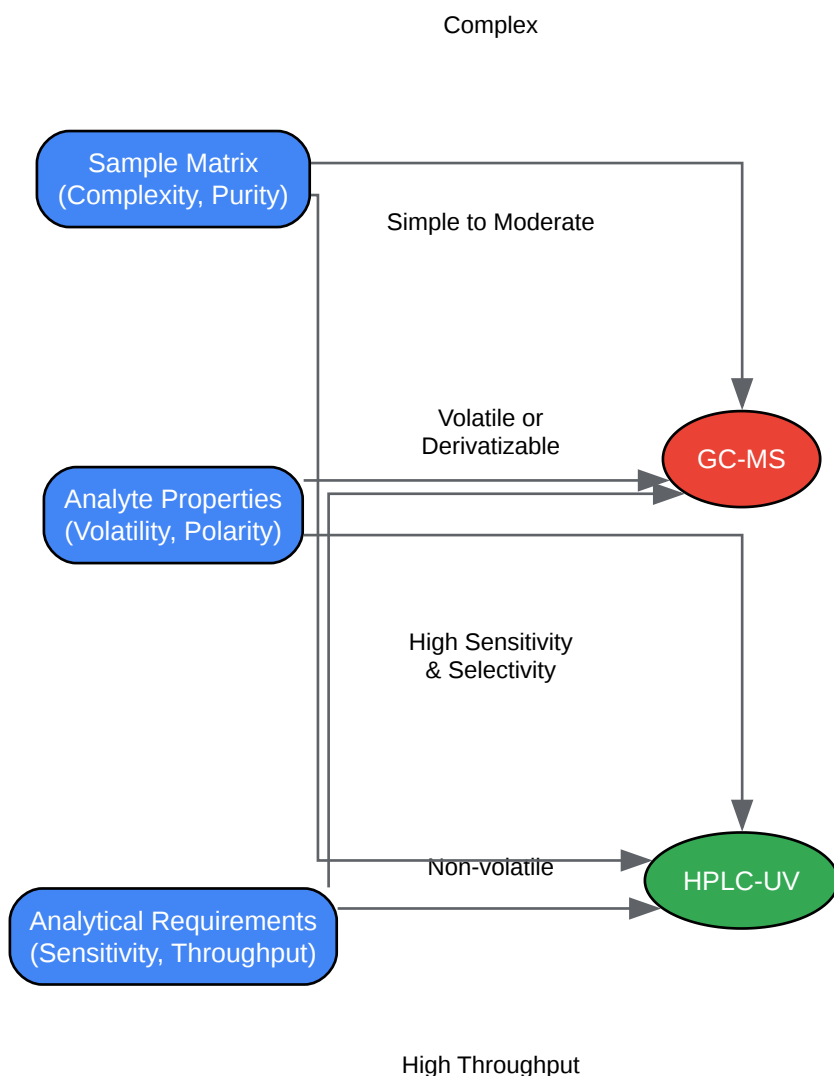 Complex
Sample Matrix
(Complexity, Purity)
Simple to Moderate
Volatile or
Derivatizable
GC-MS
Analyte Properties
(Volatility, Polarity)
High Sensitivity
& Selectivity
Non-volatile
HPLC-UV
Analytical Requirements
(Sensitivity, Throughput)
High Throughput